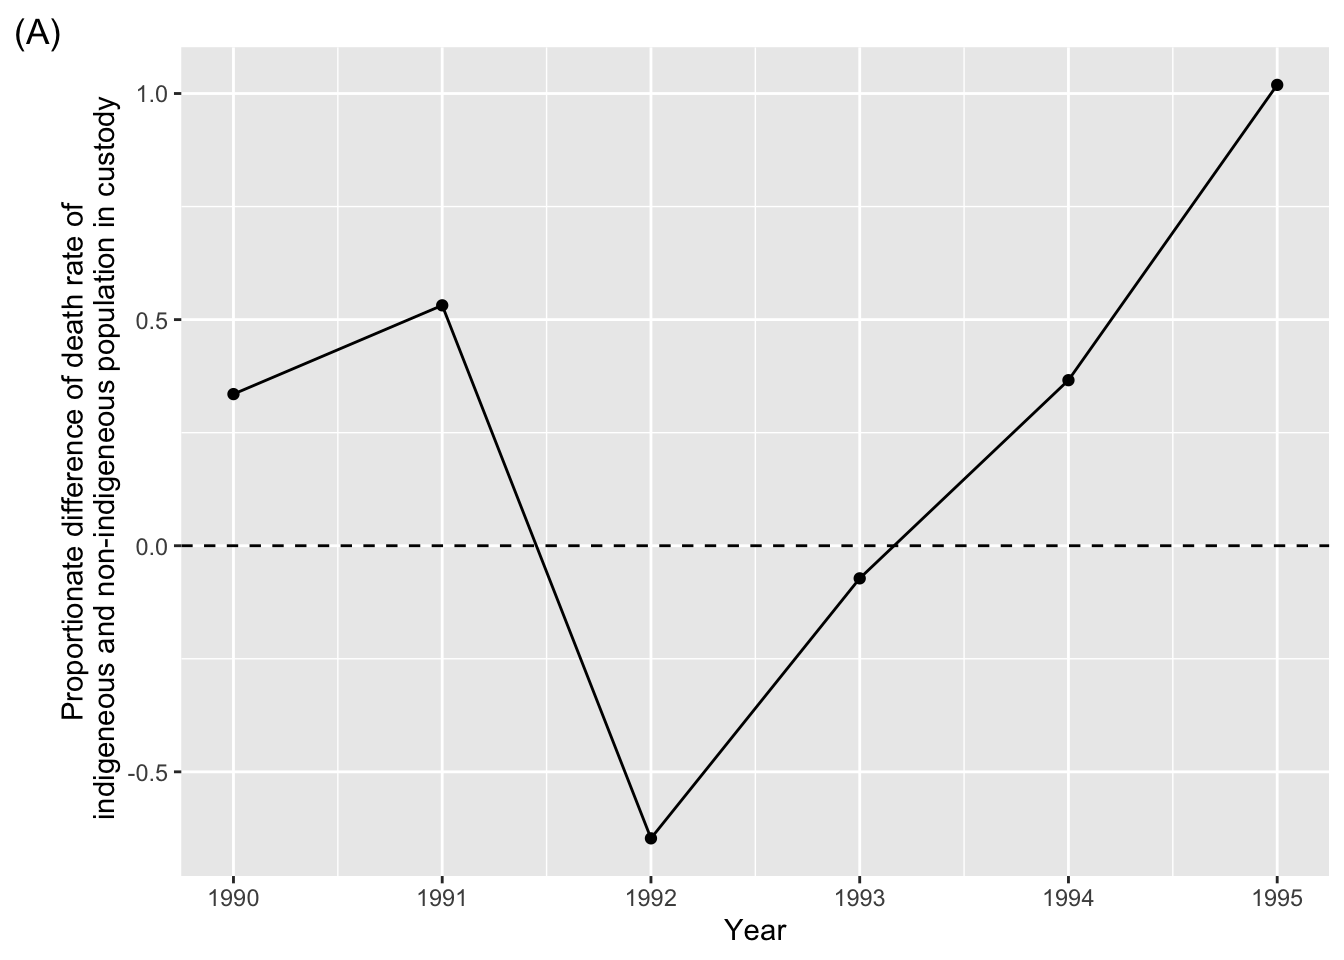 (A)
Proportionate difference of death rate of
indigeneous and non-indigeneous population in custody
1.0
0.5
0.0
-0.5
1990 1991 1992 1993 1994 1995
Year